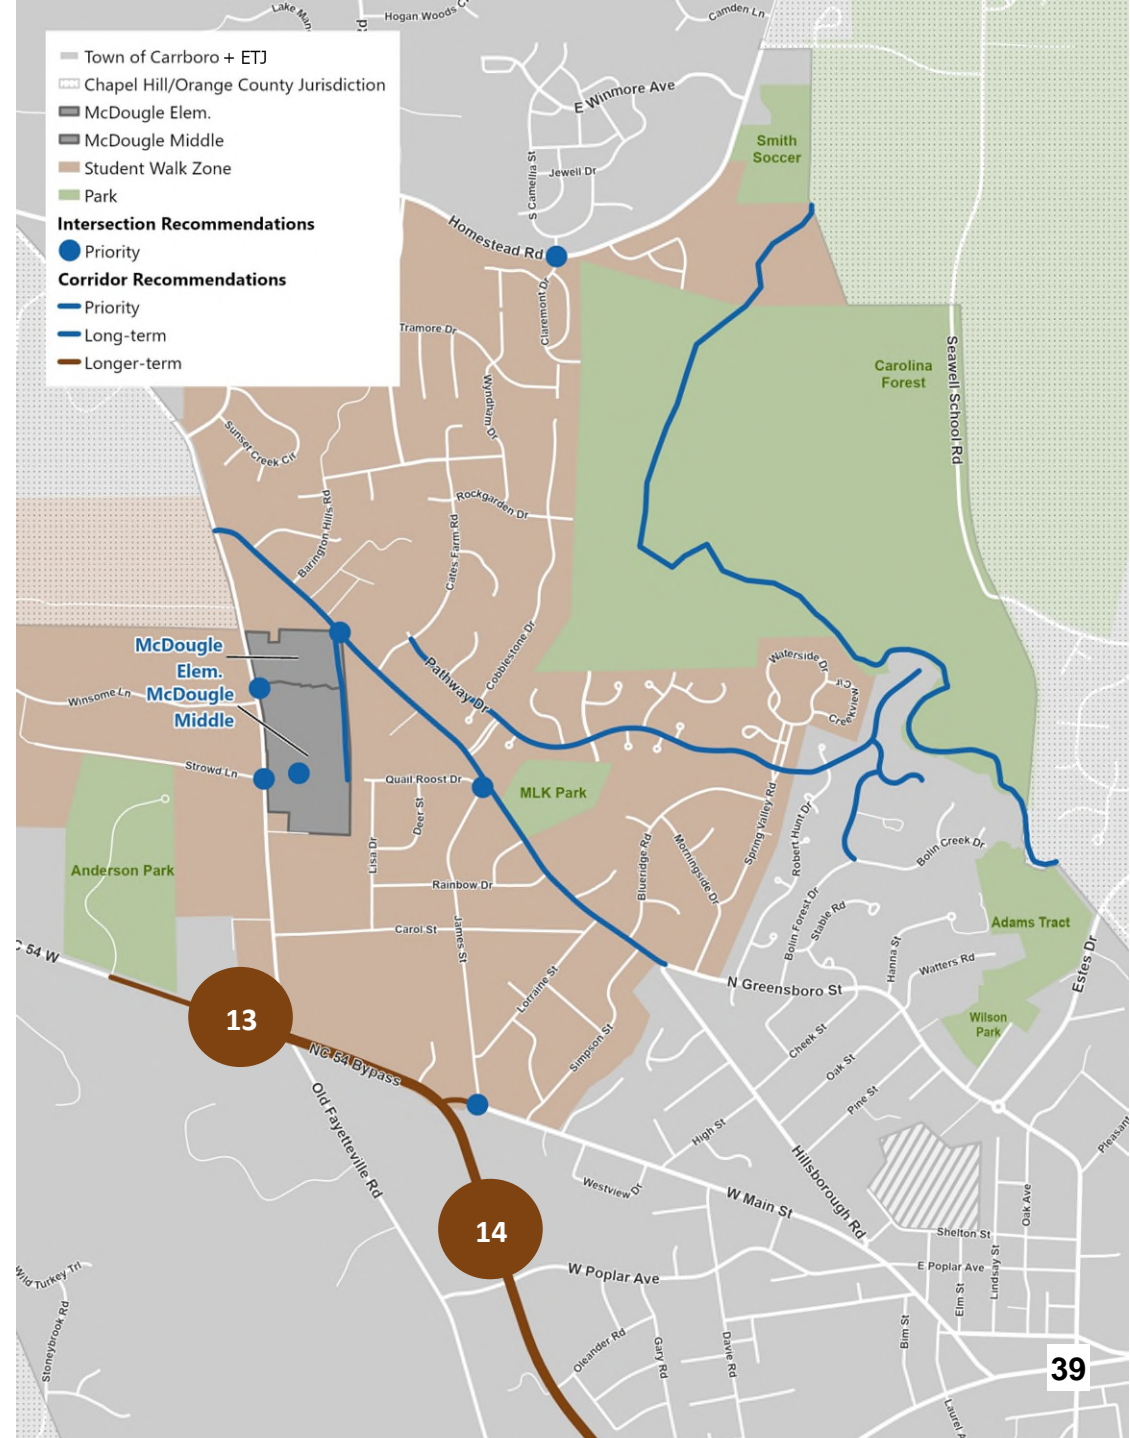 Lake Man
Hogan Woods C
Camden Ln
Town of Carrboro + ETJ
Chapel Hill/Orange County Jurisdiction
McDougle Elem.
McDougle Middle
Student Walk Zone
Park
Intersection Recommendations
Priority
Corridor Recommendations
Priority
Long-term
Longer-term
E Winmore Ave
Smith
Soccer
S Camellia St
Jewell Dr
Homestead Rd
Claremont Dr
Tramore Dr
Carolina
Forest
Seawell School Rd
Wyndham Dr
Sunset Creek Cir
Rockgarden Dr
Barington Hills Rd
Cates Farm Rd
Cobblestone Dr
McDougle
Elem.
McDougle
Middle
Pathway Dr
Waterside Dr
Creekview
Cir
Winsome Ln
Strowd Ln
Quail Roost Dr
MLK Park
Deer St
Lisa Dr
Spring Valley Rd
Robert Hunt Dr
Blueridge Rd
Morningside Dr
Bolin Creek Dr
Anderson Park
Rainbow Dr
Carol St
James St
Bolin Forest Dr
Stable Rd
Adams Tract
Hanna St
Watters Rd
Estes Dr
C 54 W
Lorraine St
N Greensboro St
Wilson
Park
13
Simpson St
Cheek St
Oak St
Pine St
NC 54 Bypass
Old Fayetteville Rd
High St
Pleasant
Hillsborough Rd
Westview Dr
W Main St
14
Oak Ave
Shelton St
Lindsay St
E Poplar Ave
Elm St
W Poplar Ave
Wild Turkey Trl
Stoneybrook Rd
Oleander Rd
Gary Rd
Davie Rd
Bim St
39
Laurel A